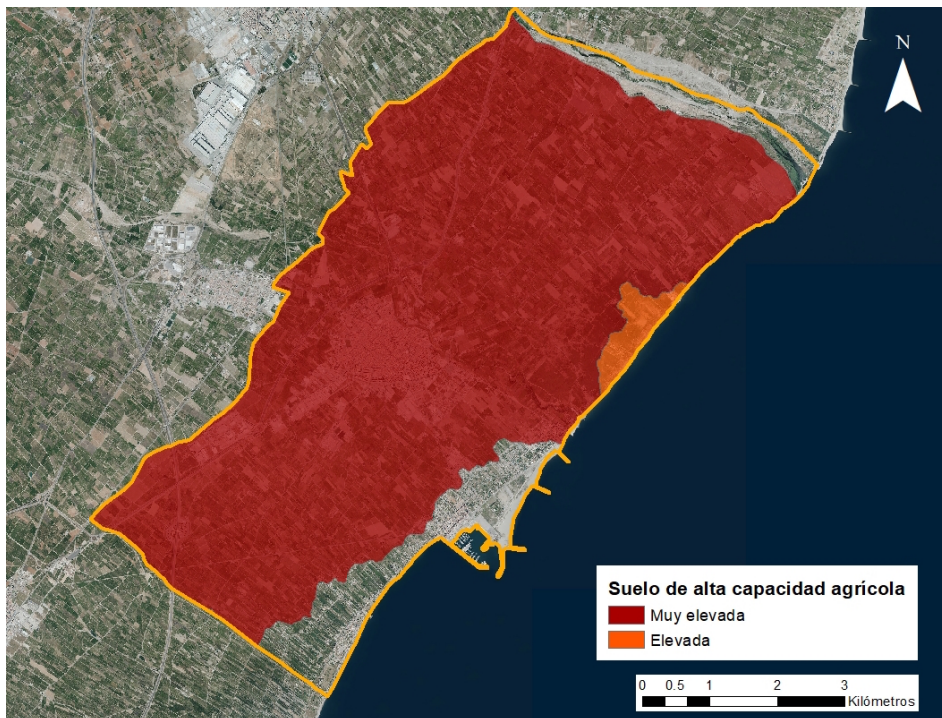 N
Suelo de alta capacidad agrícola
Muy elevada
Elevada
0 0.5 1 2 3
Kilómetros